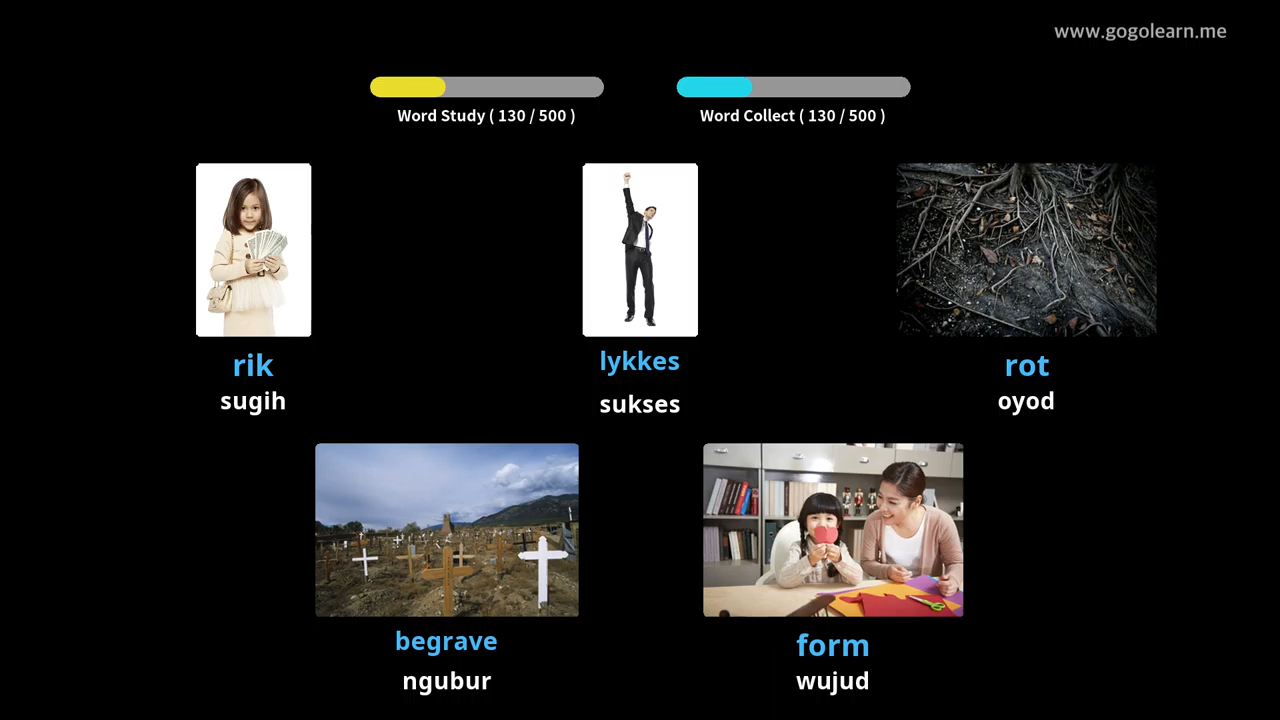 www.gogolearn.me
Word Study ( 130 / 500 )
Word Collect ( 130 / 500 )
rik
sugih
lykkes
sukses
rot
oyod
begrave
ngubur
form
wujud